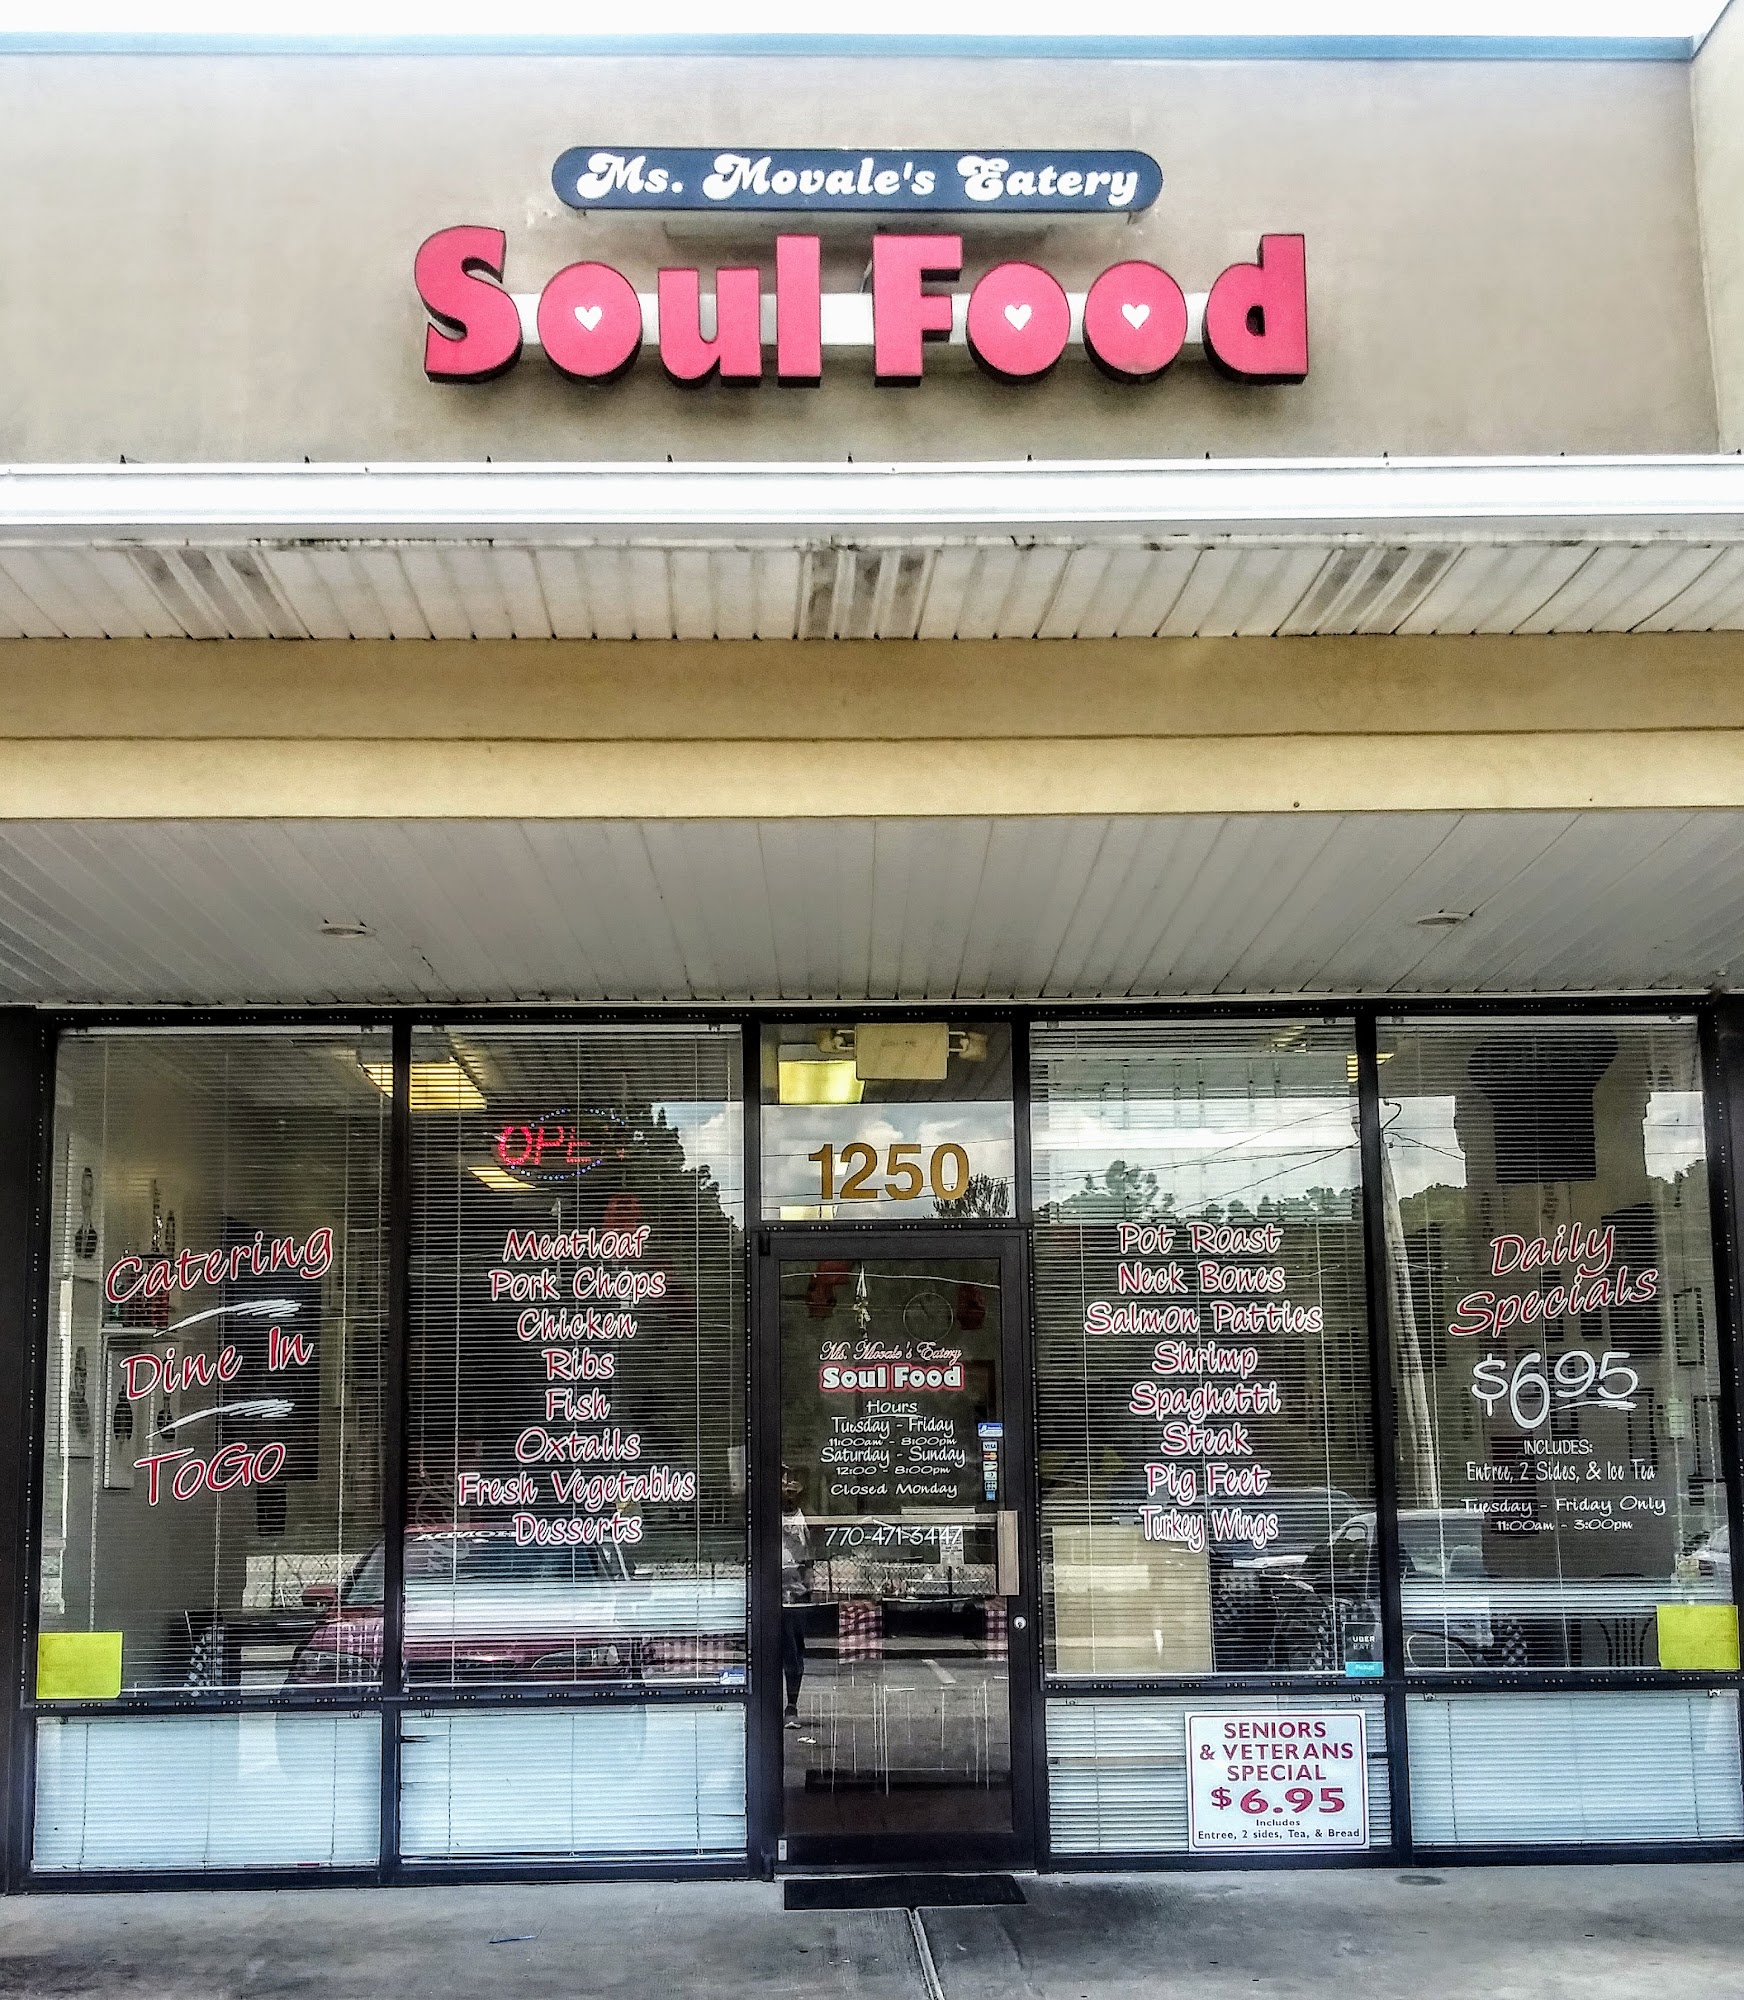 Ms. Movale's Eatery
Soul Food
OPEN
1250
Catering
Dine In
ToGo
Meatloaf
Pork Chops
Chicken
Ribs
Fish
Oxtails
Fresh Vegetables
Desserts
Ms. Movale's Eatery
Soul Food
Hours
Tuesday - Friday
11:00am - 8:00pm
Saturday - Sunday
12:00 - 8:00pm
Closed Monday
770-471-3447
Pot Roast
Neck Bones
Salmon Patties
Shrimp
Spaghetti
Steak
Pig Feet
Turkey Wings
Daily
Specials
$6.95
INCLUDES:
Entree, 2 Sides, & Ice Tea
Tuesday - Friday Only
11:00am - 3:00pm
UBER
EATS
SENIORS
& VETERANS
SPECIAL
$6.95
Includes
Entree, 2 sides, Tea, & Bread